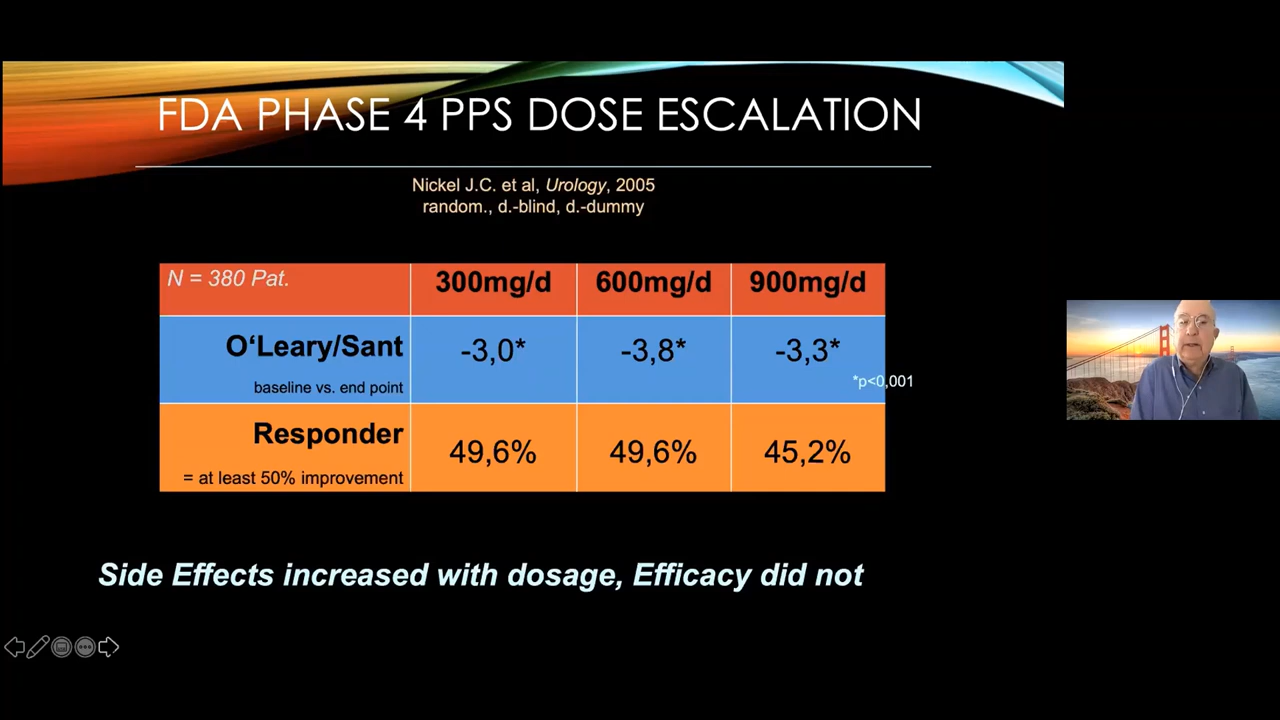 FDA PHASE 4 PPS DOSE ESCALATION
Nickel J.C. et al, Urology, 2005
random., d.-blind, d.-dummy
N = 380 Pat. 300mg/d 600mg/d 900mg/d
O‘Leary/Sant -3,0* -3,8* -3,3*
baseline vs. end point
*p<0,001
Responder 49,6% 49,6% 45,2%
= at least 50% improvement
Side Effects increased with dosage, Efficacy did not